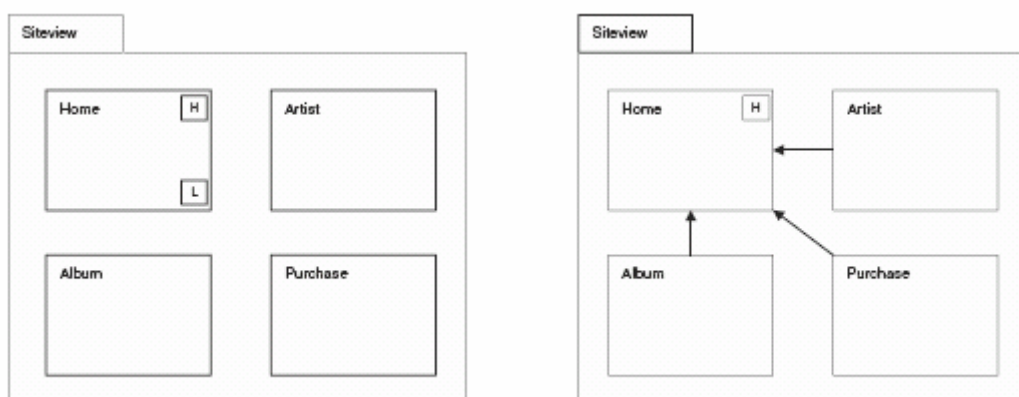 Siteview
Home H
Artist
L
Album
Purchase
Siteview
Home H
Artist
Album
Purchase